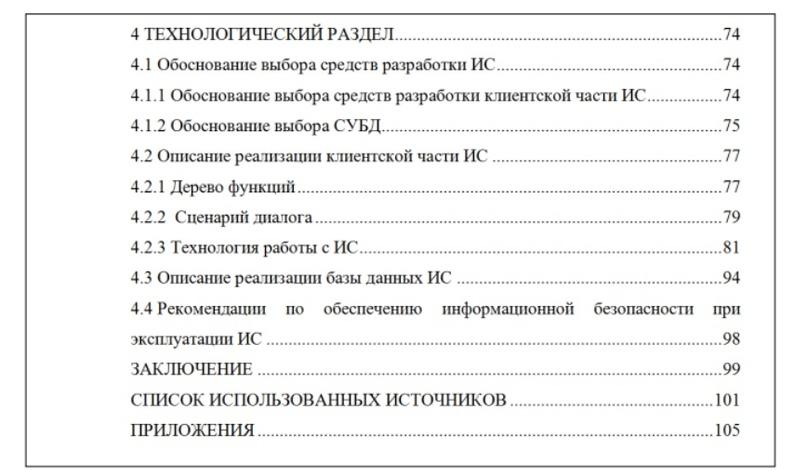 4 ТЕХНОЛОГИЧЕСКИЙ РАЗДЕЛ....................74
4.1 Обоснование выбора средств разработки ИС....................74
4.1.1 Обоснование выбора средств разработки клиентской части ИС....................74
4.1.2 Обоснование выбора СУБД....................75
4.2 Описание реализации клиентской части ИС ....................77
4.2.1 Дерево функций....................77
4.2.2 Сценарий диалога....................79
4.2.3 Технология работы с ИС....................81
4.3 Описание реализации базы данных ИС ....................94
4.4 Рекомендации по обеспечению информационной безопасности при
эксплуатации ИС ....................98
ЗАКЛЮЧЕНИЕ ....................99
СПИСОК ИСПОЛЬЗОВАННЫХ ИСТОЧНИКОВ ....................101
ПРИЛОЖЕНИЯ ....................105